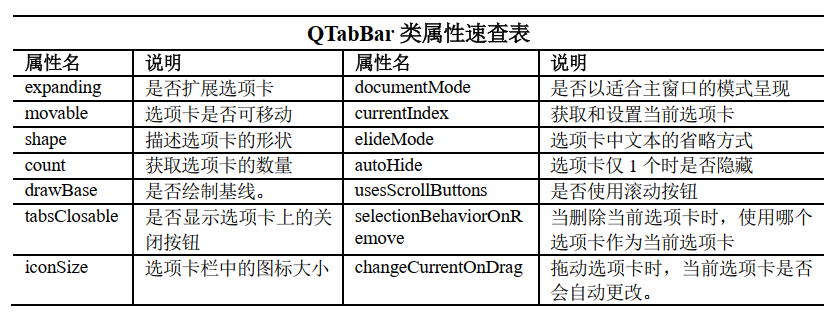 QTabBar 类属性速查表
属性名 说明 属性名 说明
expanding 是否扩展选项卡 documentMode 是否以适合主窗口的模式呈现
movable 选项卡是否可移动 currentIndex 获取和设置当前选项卡
shape 描述选项卡的形状 elideMode 选项卡中文本的省略方式
count 获取选项卡的数量 autoHide 选项卡仅 1 个时是否隐藏
drawBase 是否绘制基线。 usesScrollButtons 是否使用滚动按钮
tabsClosable 是否显示选项卡上的关 selectionBehaviorOnR 当删除当前选项卡时，使用哪个
闭按钮 emove 选项卡作为当前选项卡
iconSize 选项卡栏中的图标大小 changeCurrentOnDrag 拖动选项卡时，当前选项卡是否
会自动更改。